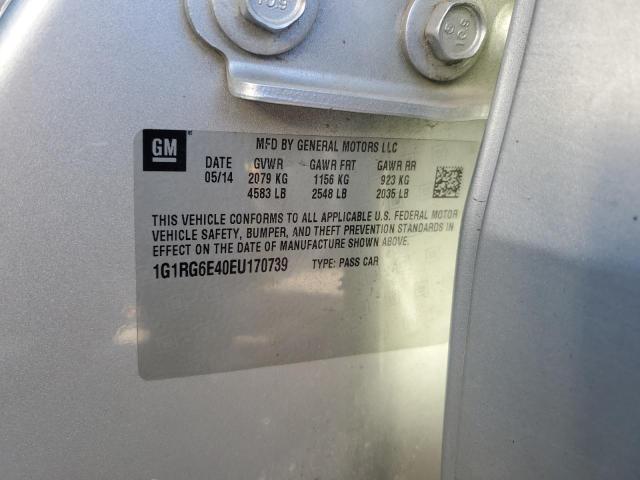 GM
MFD BY GENERAL MOTORS LLC
DATE GVWR GAWR FRT GAWR RR
05/14 2079 KG 1156 KG 923 KG
4583 LB 2548 LB 2035 LB
THIS VEHICLE CONFORMS TO ALL APPLICABLE U.S. FEDERAL MOTOR
VEHICLE SAFETY, BUMPER, AND THEFT PREVENTION STANDARDS IN
EFFECT ON THE DATE OF MANUFACTURE SHOWN ABOVE.
1G1RG6E40EU170739 TYPE: PASS CAR